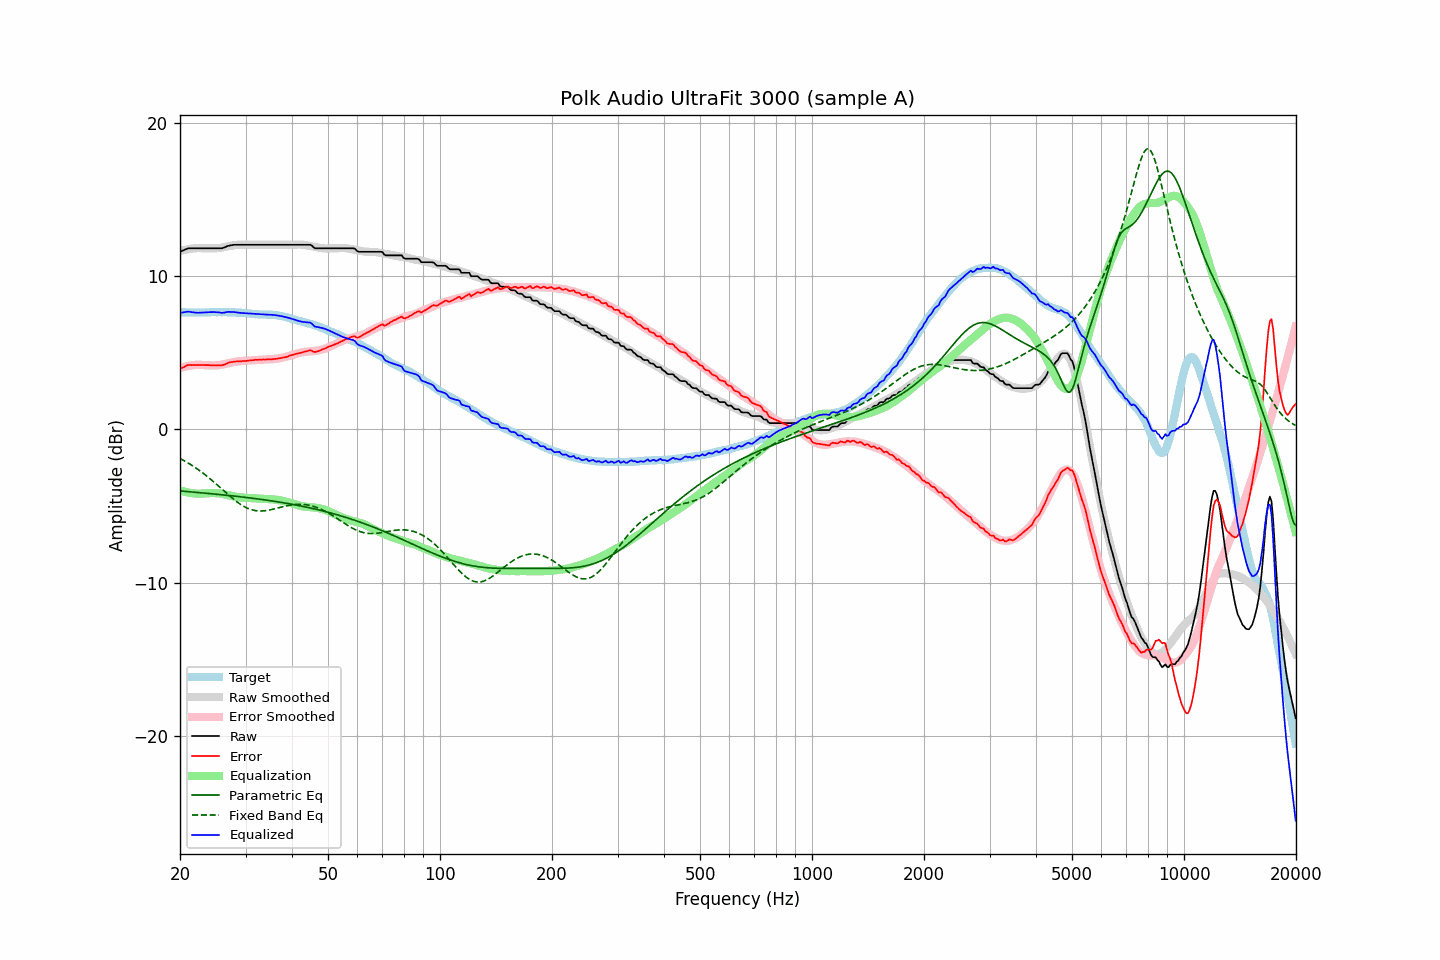 Polk Audio UltraFit 3000 (sample A)
20
10
0
−10
−20
Amplitude (dBr)
Target
Raw Smoothed
Error Smoothed
Raw
Error
Equalization
Parametric Eq
Fixed Band Eq
Equalized
20 50 100 200 500 1000 2000 5000 10000 20000
Frequency (Hz)